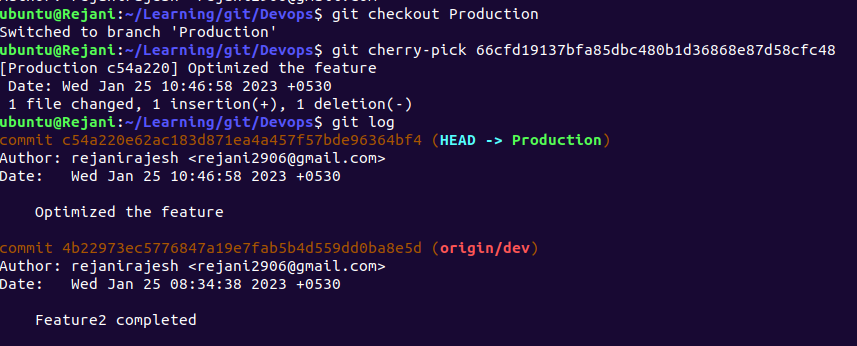 ubuntu@Rejani:~/Learning/git/Devops$ git checkout Production
Switched to branch 'Production'
ubuntu@Rejani:~/Learning/git/Devops$ git cherry-pick 66cfd19137bfa85dbc480b1d36868e87d58cfc48
[Production c54a220] Optimized the feature
 Date: Wed Jan 25 10:46:58 2023 +0530
 1 file changed, 1 insertion(+), 1 deletion(-)
ubuntu@Rejani:~/Learning/git/Devops$ git log
commit c54a220e62ac183d871ea4a457f57bde96364bf4 (HEAD -> Production)
Author: rejanirajesh <rejani2906@gmail.com>
Date:   Wed Jan 25 10:46:58 2023 +0530
    Optimized the feature
commit 4b22973ec5776847a19e7fab5b4d559dd0ba8e5d (origin/dev)
Author: rejanirajesh <rejani2906@gmail.com>
Date:   Wed Jan 25 08:34:38 2023 +0530
    Feature2 completed